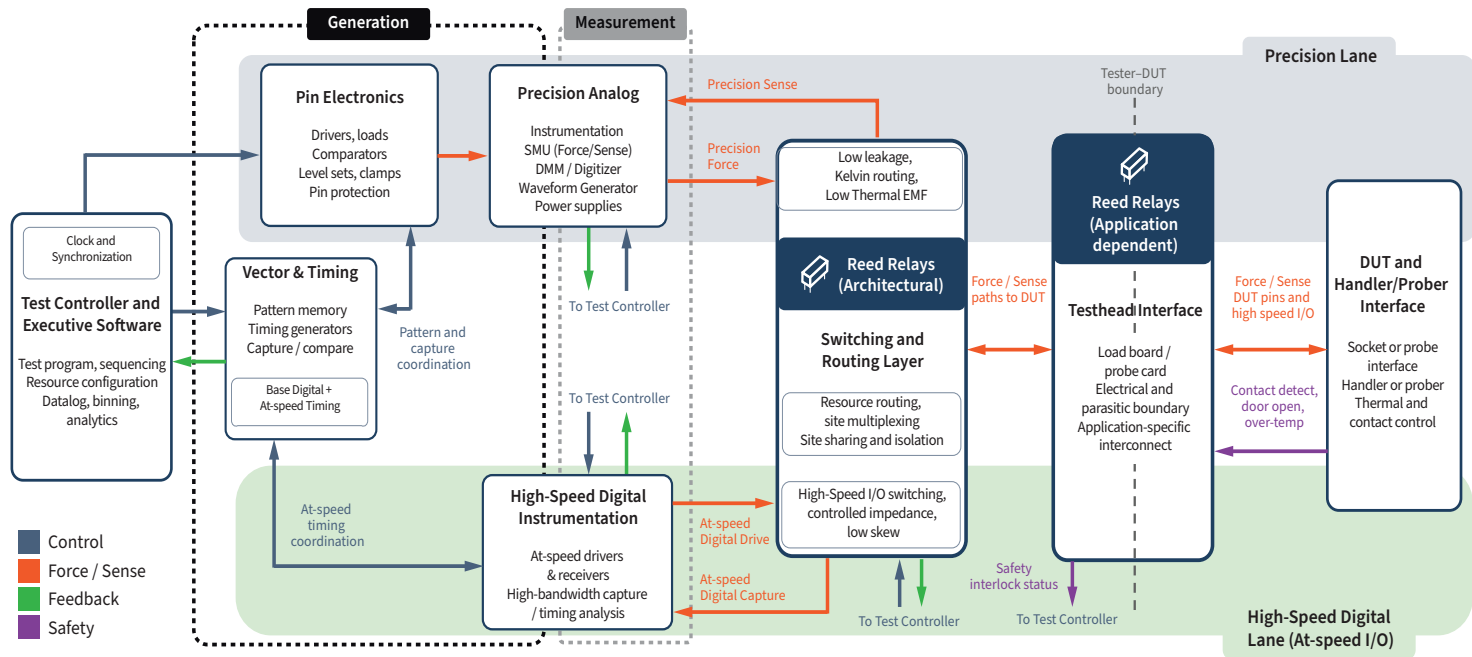 Generation
Measurement
Precision Lane
Tester–DUT
boundary
Pin Electronics
Drivers, loads
Comparators
Level sets, clamps
Pin protection
Precision Analog
Instrumentation
SMU (Force/Sense)
DMM / Digitizer
Waveform Generator
Power supplies
Precision Sense
Precision
Force
Low leakage,
Kelvin routing,
Low Thermal EMF
Reed Relays
(Architectural)
Switching and
Routing Layer
Resource routing,
site multiplexing
Site sharing and isolation
High-Speed I/O switching,
controlled impedance,
low skew
Reed Relays
(Application
dependent)
Testhead Interface
Load board /
probe card
Electrical and
parasitic boundary
Application-specific
interconnect
DUT and
Handler/Prober
Interface
Socket or probe
interface
Handler or prober
Thermal and
contact control
Force / Sense
paths to DUT
Force / Sense
DUT pins and
high speed I/O
Contact detect,
door open,
over-temp
Clock and
Synchronization
Test Controller and
Executive Software
Test program, sequencing
Resource configuration
Datalog, binning,
analytics
Vector & Timing
Pattern memory
Timing generators
Capture / compare
Base Digital +
At-speed Timing
Pattern and
capture
coordination
To Test Controller
To Test Controller
High-Speed Digital
Instrumentation
At-speed drivers
& receivers
High-bandwidth capture
/ timing analysis
At-speed
timing
coordination
At-speed
Digital Drive
At-speed
Digital Capture
To Test Controller
Safety
interlock status
To Test Controller
Control
Force / Sense
Feedback
Safety
High-Speed Digital
Lane (At-speed I/O)